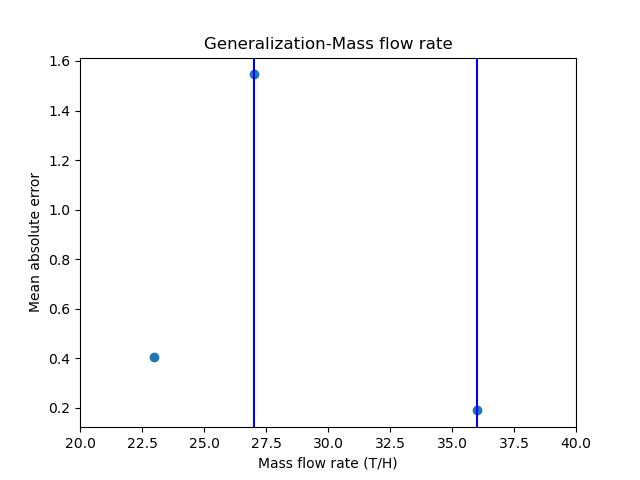 Generalization-Mass flow rate
1.6
1.4
1.2
1.0
0.8
0.6
0.4
0.2
Mean absolute error
20.0 22.5 25.0 27.5 30.0 32.5 35.0 37.5 40.0
Mass flow rate (T/H)